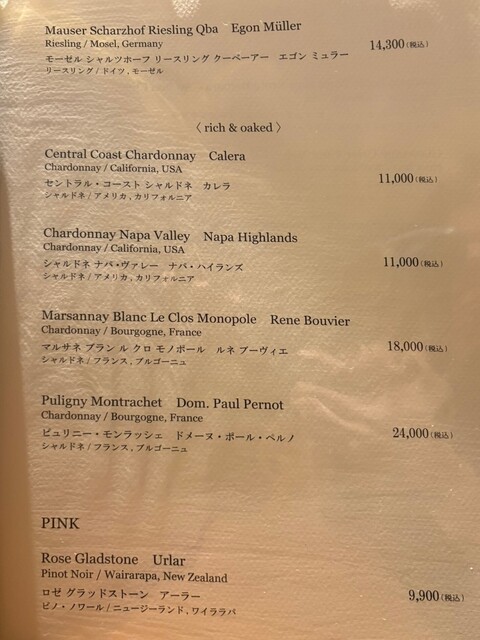 Mauser Scharzhof Riesling Qba Egon Müller
Riesling / Mosel, Germany
14,300(税込)
モーゼル シャルツホーフ リースリング クーベーアー エゴン ミュラー
リースリング / ドイツ , モーゼル
〈 rich & oaked 〉
Central Coast Chardonnay Calera
Chardonnay / California, USA
11,000(税込)
セントラル・コースト シャルドネ カレラ
シャルドネ / アメリカ , カリフォルニア
Chardonnay Napa Valley Napa Highlands
Chardonnay / California, USA
11,000(税込)
シャルドネ ナパ・ヴァレー ナパ・ハイランズ
シャルドネ / アメリカ , カリフォルニア
Marsannay Blanc Le Clos Monopole Rene Bouvier
Chardonnay / Bourgogne, France
18,000(税込)
マルサネ ブラン ル クロ モノポール ルネ ブーヴィエ
シャルドネ / フランス , ブルゴーニュ
Puligny Montrachet Dom. Paul Pernot
Chardonnay / Bourgogne, France
24,000(税込)
ピュリニー・モンラッシェ ドメーヌ・ポール・ペルノ
シャルドネ / フランス , ブルゴーニュ
PINK
Rose Gladstone Urlar
Pinot Noir / Wairarapa, New Zealand
9,900(税込)
ロゼ グラッドストーン アーラー
ピノ・ノワール / ニュージーランド , ワイララパ